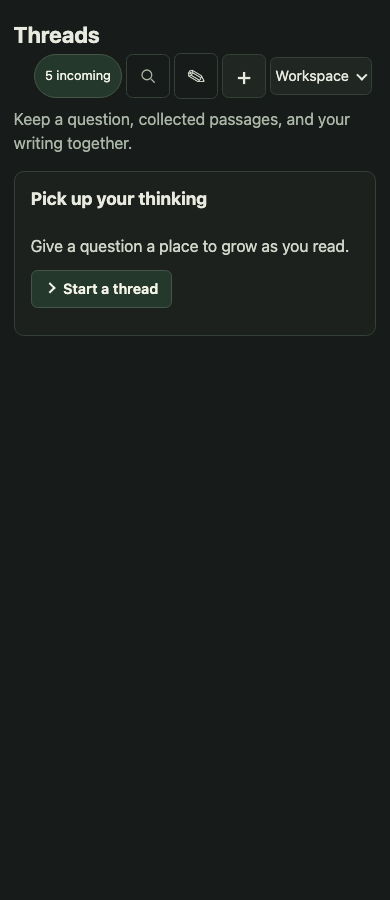 Threads
5 incoming
+
Workspace
Keep a question, collected passages, and your
writing together.
Pick up your thinking
Give a question a place to grow as you read.
Start a thread